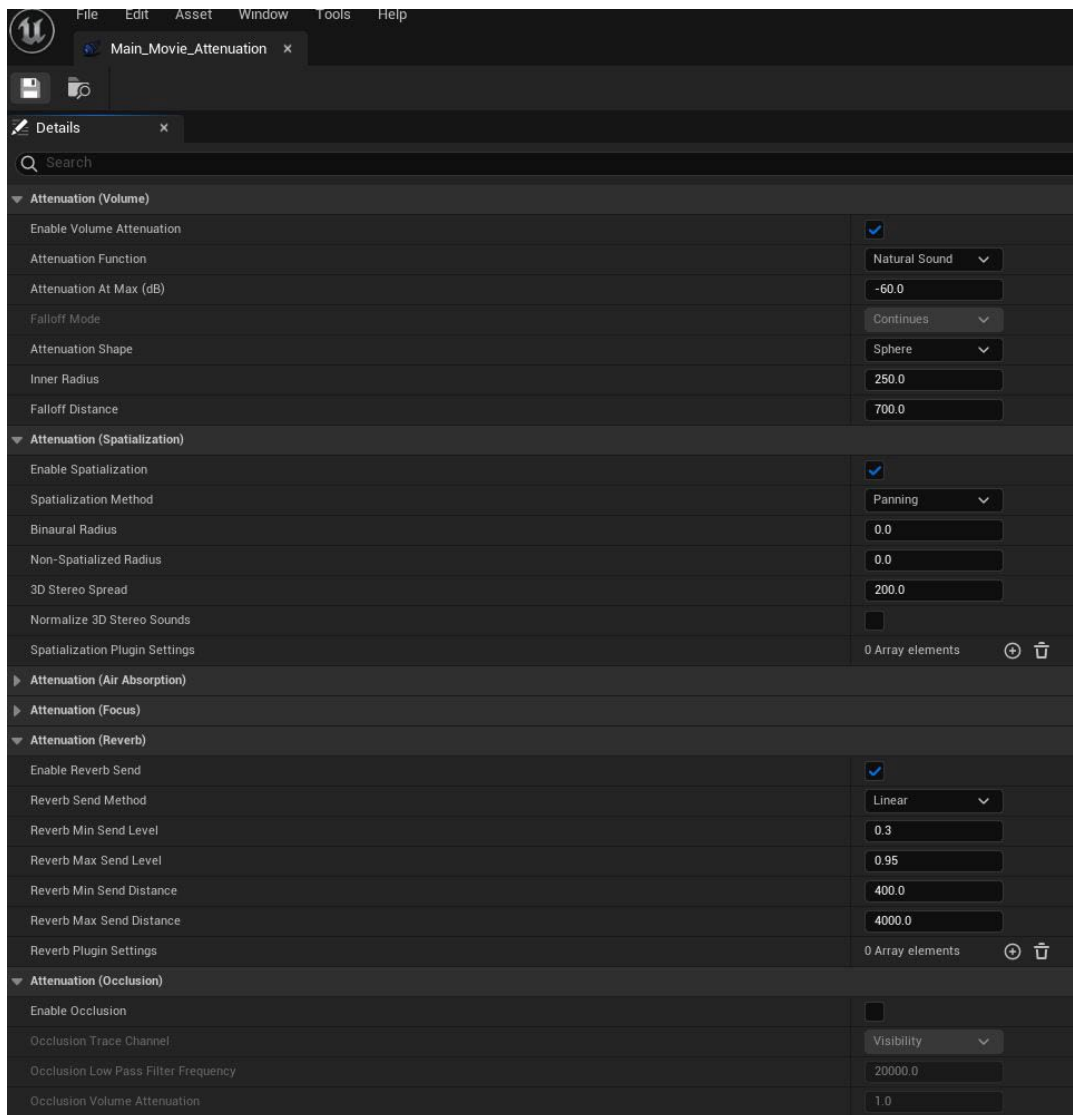 File Edit Asset Window Tools Help
Main_Movie_Attenuation ×
Details ×
Search
Attenuation (Volume)
Enable Volume Attenuation
Attenuation Function Natural Sound
Attenuation At Max (dB) -60.0
Falloff Mode Continues
Attenuation Shape Sphere
Inner Radius 250.0
Falloff Distance 700.0
Attenuation (Spatialization)
Enable Spatialization
Spatialization Method Panning
Binaural Radius 0.0
Non-Spatialized Radius 0.0
3D Stereo Spread 200.0
Normalize 3D Stereo Sounds
Spatialization Plugin Settings 0 Array elements
Attenuation (Air Absorption)
Attenuation (Focus)
Attenuation (Reverb)
Enable Reverb Send
Reverb Send Method Linear
Reverb Min Send Level 0.3
Reverb Max Send Level 0.95
Reverb Min Send Distance 400.0
Reverb Max Send Distance 4000.0
Reverb Plugin Settings 0 Array elements
Attenuation (Occlusion)
Enable Occlusion
Occlusion Trace Channel Visibility
Occlusion Low Pass Filter Frequency 20000.0
Occlusion Volume Attenuation 1.0